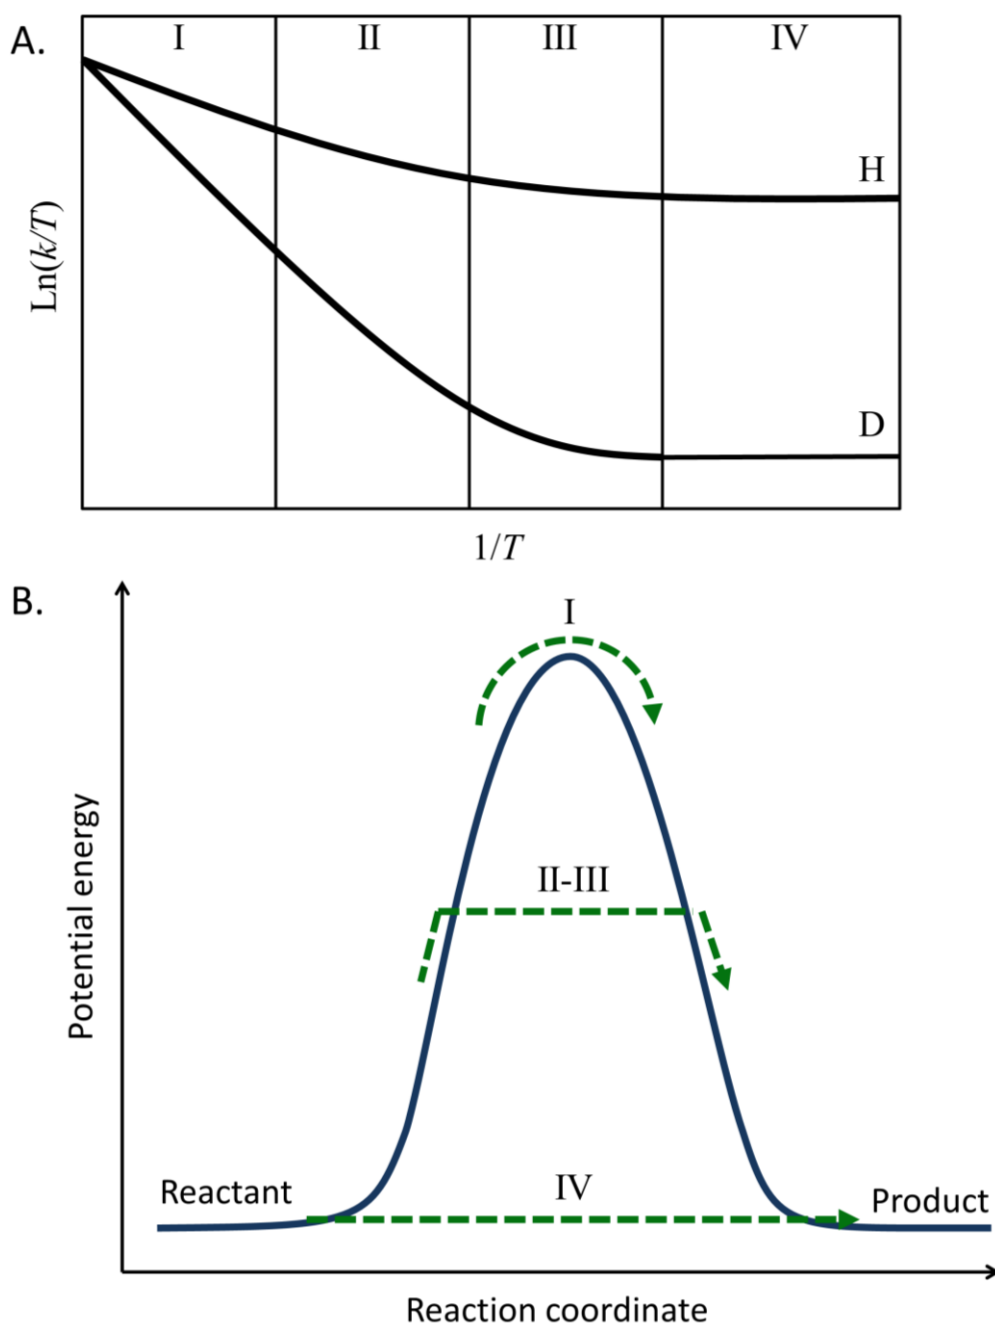 A.
I II III IV
H
Ln(k/T)
D
1/T
B.
I
Potential energy
II-III
IV
Reactant
Product
Reaction coordinate